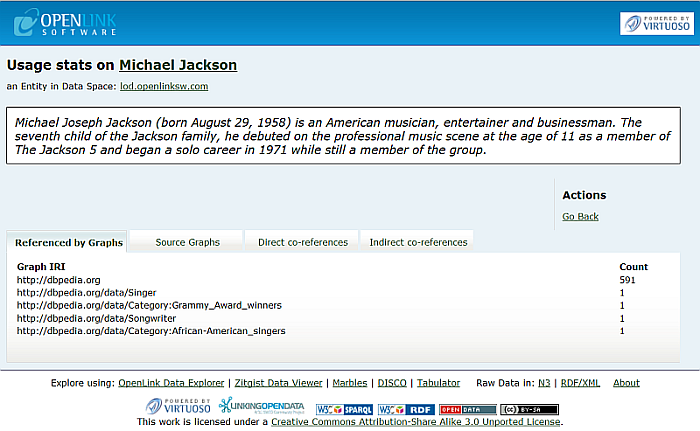 OPENLINK
SOFTWARE
POWERED BY
VIRTUOSO
Usage stats on Michael Jackson
an Entity in Data Space: lod.openlinksw.com
Michael Joseph Jackson (born August 29, 1958) is an American musician, entertainer and businessman. The
seventh child of the Jackson family, he debuted on the professional music scene at the age of 11 as a member of
The Jackson 5 and began a solo career in 1971 while still a member of the group.
Actions
Go Back
Referenced by Graphs Source Graphs Direct co-references Indirect co-references
Graph IRI Count
http://dbpedia.org 591
http://dbpedia.org/data/Singer 1
http://dbpedia.org/data/Category:Grammy_Award_winners 1
http://dbpedia.org/data/Songwriter 1
http://dbpedia.org/data/Category:African-American_singers 1
Explore using: OpenLink Data Explorer | Zitgist Data Viewer | Marbles | DISCO | Tabulator Raw Data in: N3 | RDF/XML About
POWERED BY
VIRTUOSO LINKINGOPENDATA W3C SPARQL W3C RDF OPEN DATA CC BY-SA
This work is licensed under a Creative Commons Attribution-Share Alike 3.0 Unported License.